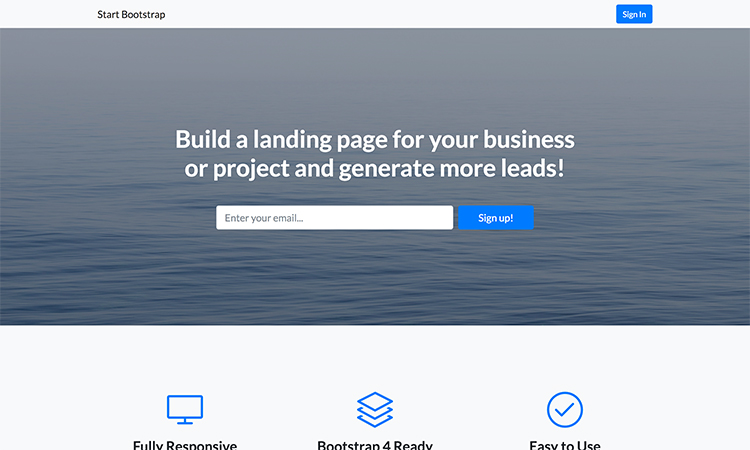 Start Bootstrap
Sign In
Build a landing page for your business
or project and generate more leads!
Enter your email...
Sign up!
Fully Responsive
Bootstrap 4 Ready
Easy to Use